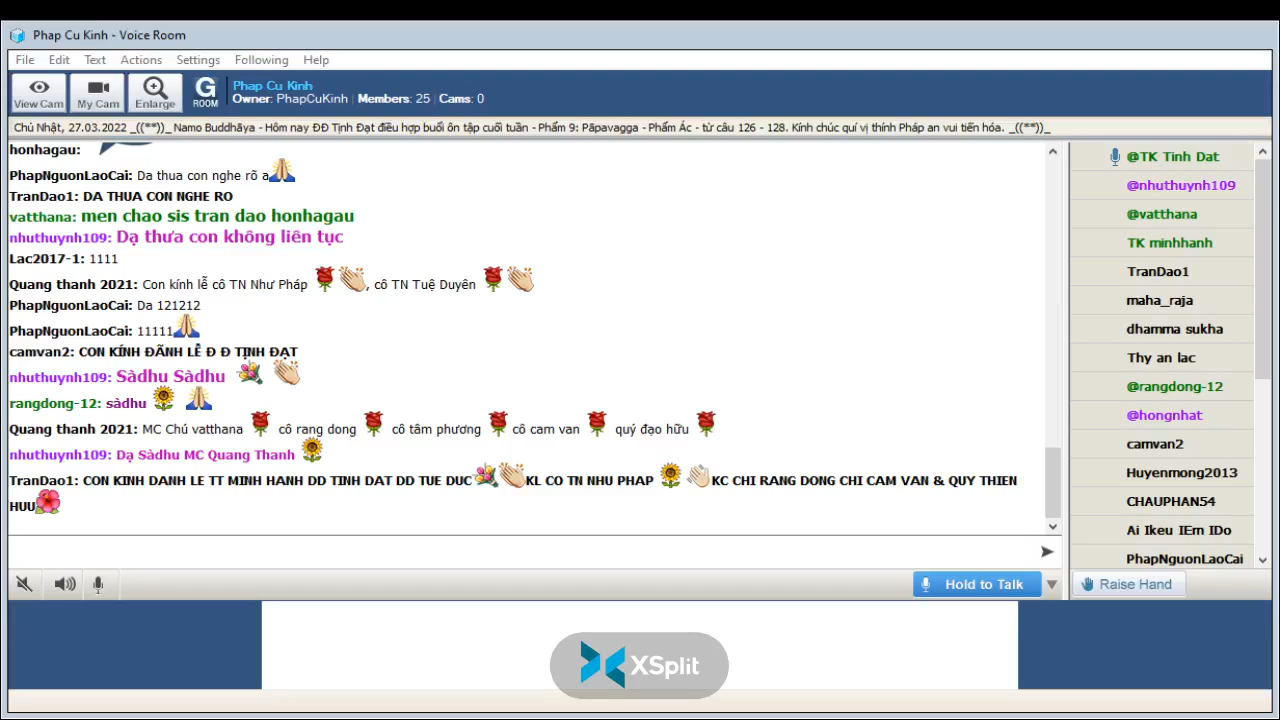 Phap Cu Kinh - Voice Room
File Edit Text Actions Settings Following Help
View Cam My Cam Enlarge G ROOM
Phap Cu Kinh
Owner: PhapCuKinh Members: 25 Cams: 0
Chủ Nhật, 27.03.2022 _((**))_ Namo Buddhāya - Hôm nay ĐĐ Tịnh Đạt điều hợp buổi ôn tập cuối tuần - Phẩm 9: Pāpavagga - Phẩm Ác - từ câu 126 - 128. Kính chúc quí vị thính Pháp an vui tiến hóa. _((**))_
honhagau:
PhapNguonLaoCai: Da thua con nghe rõ a
TranDao1: DA THUA CON NGHE RO
vatthana: men chao sis tran dao honhagau
nhuthuynh109: Dạ thưa con không liên tục
Lac2017-1: 1111
Quang thanh 2021: Con kính lễ cô TN Như Pháp , cô TN Tuệ Duyên
PhapNguonLaoCai: Da 121212
PhapNguonLaoCai: 11111
camvan2: CON KÍNH ĐÃNH LỄ Đ Đ TỊNH ĐẠT
nhuthuynh109: Sàdhu Sàdhu
rangdong-12: sàdhu
Quang thanh 2021: MC Chú vatthana cô rang dong cô tâm phương cô cam van quý đạo hữu
nhuthuynh109: Dạ Sàdhu MC Quang Thanh
TranDao1: CON KINH DANH LE TT MINH HANH DD TINH DAT DD TUE DUC KL CO TN NHU PHAP KC CHI RANG DONG CHI CAM VAN & QUY THIEN
HUU
@TK Tinh Dat
@nhuthuynh109
@vatthana
TK minhhanh
TranDao1
maha_raja
dhamma sukha
Thy an lac
@rangdong-12
@hongnhat
camvan2
Huyenmong2013
CHAUPHAN54
Ai Ikeu IEm IDo
PhapNguonLaoCai
Hold to Talk
Raise Hand
XSplit